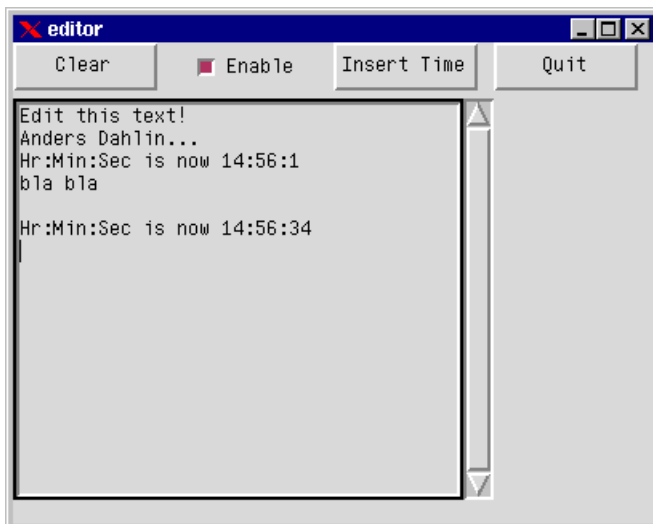 editor
Clear Enable Insert Time Quit
Edit this text!
Anders Dahlin...
Hr:Min:Sec is now 14:56:1
bla bla
Hr:Min:Sec is now 14:56:34